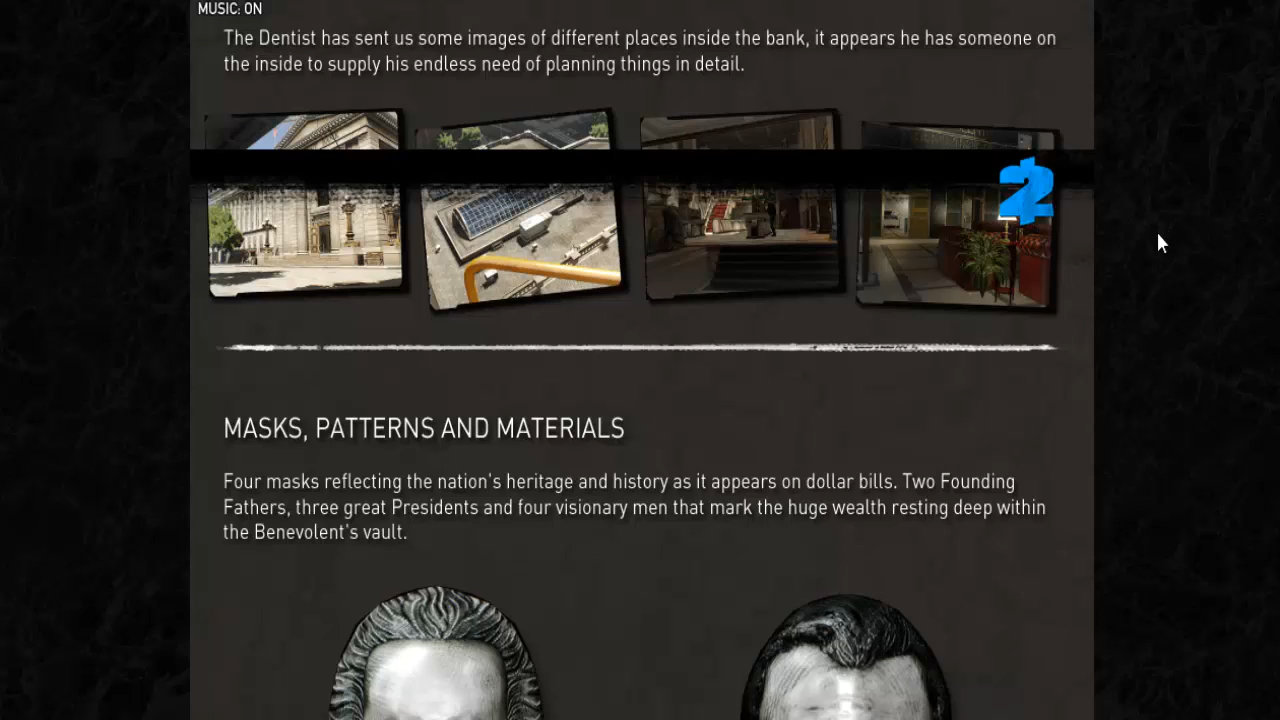 MUSIC: ON
The Dentist has sent us some images of different places inside the bank, it appears he has someone on
the inside to supply his endless need of planning things in detail.
2
MASKS, PATTERNS AND MATERIALS
Four masks reflecting the nation's heritage and history as it appears on dollar bills. Two Founding
Fathers, three great Presidents and four visionary men that mark the huge wealth resting deep within
the Benevolent's vault.